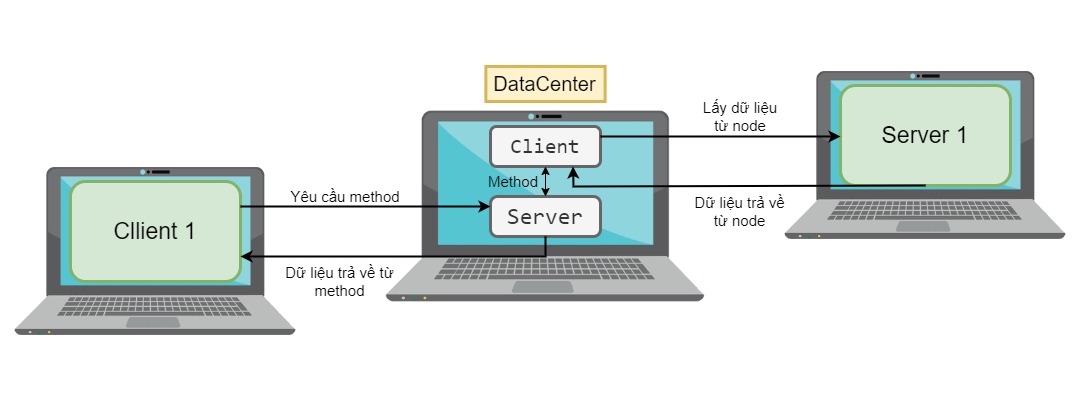 DataCenter
Lấy dữ liệu
từ node
Server 1
Client
Method
Server
Dữ liệu trả về
từ node
Yêu cầu method
Cllient 1
Dữ liệu trả về từ
method